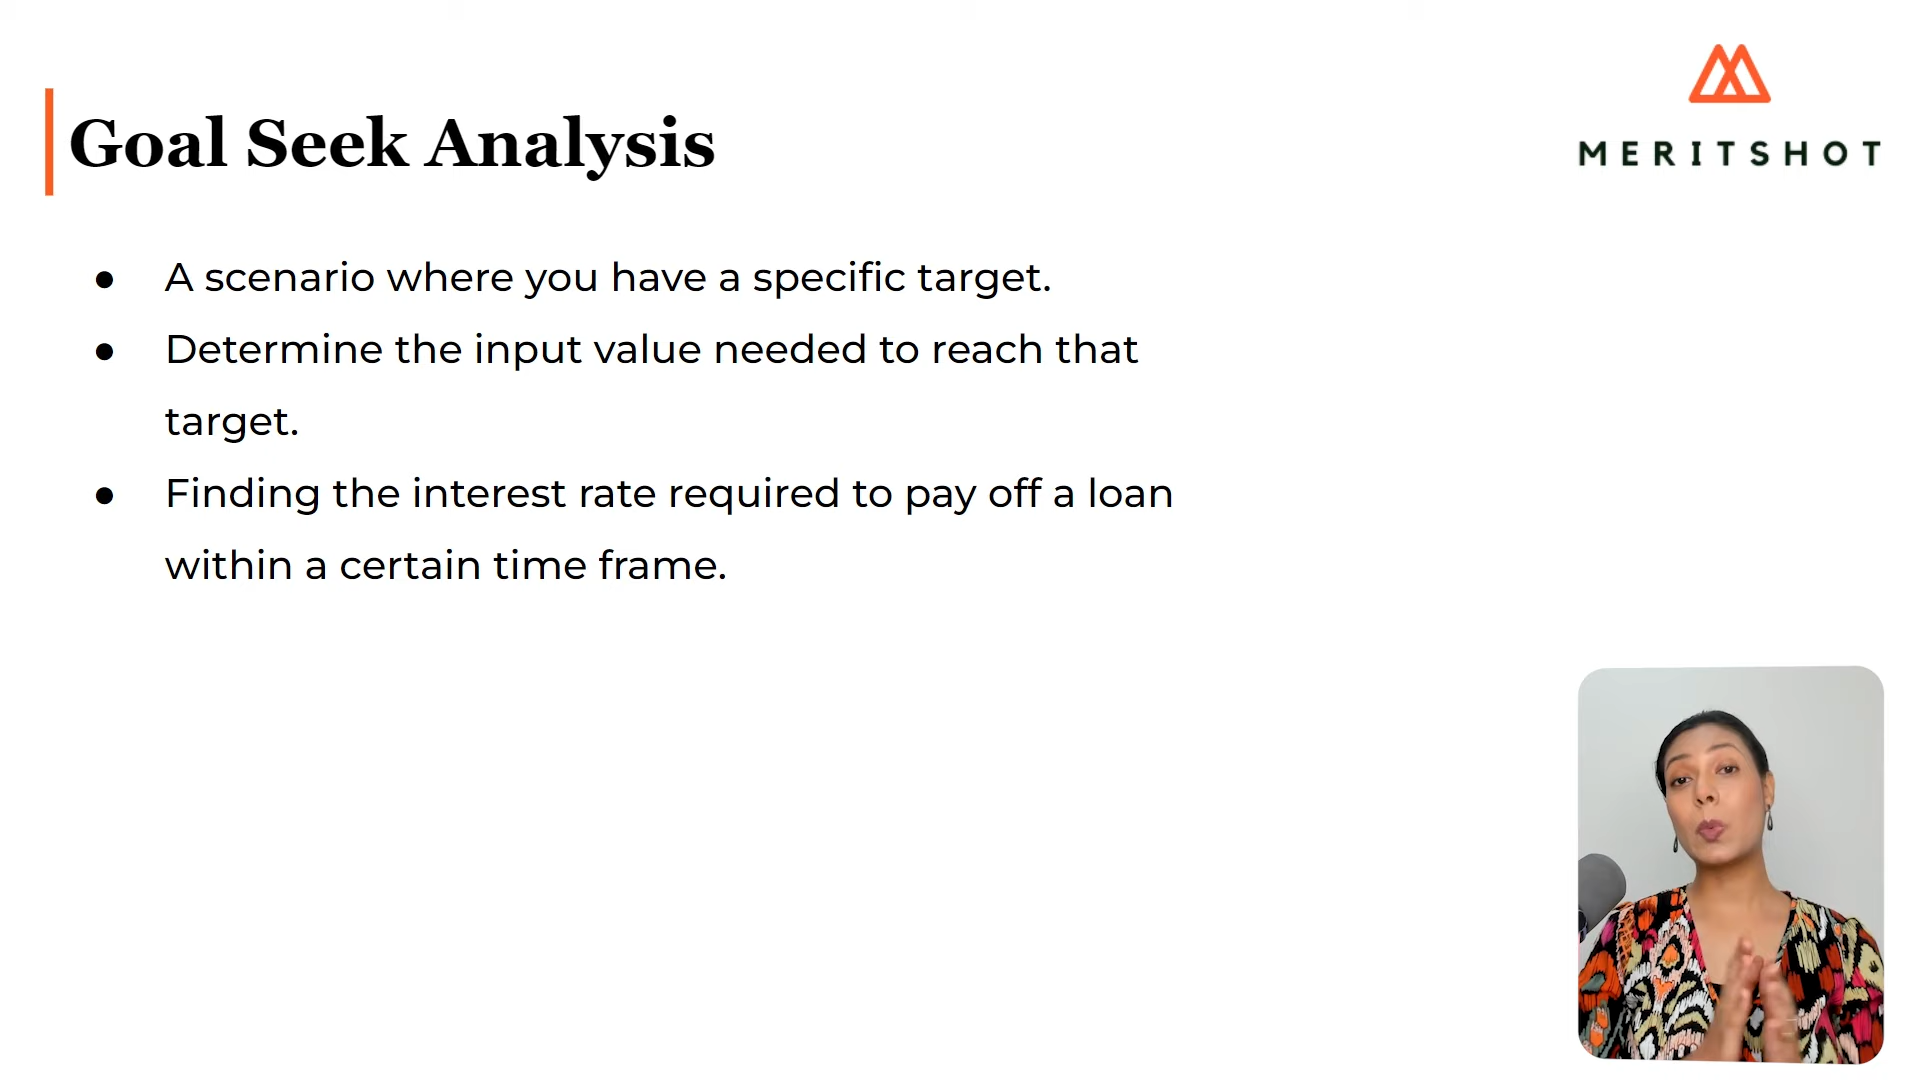 Goal Seek Analysis
MERITSHOT
● A scenario where you have a specific target.
● Determine the input value needed to reach that
target.
● Finding the interest rate required to pay off a loan
within a certain time frame.